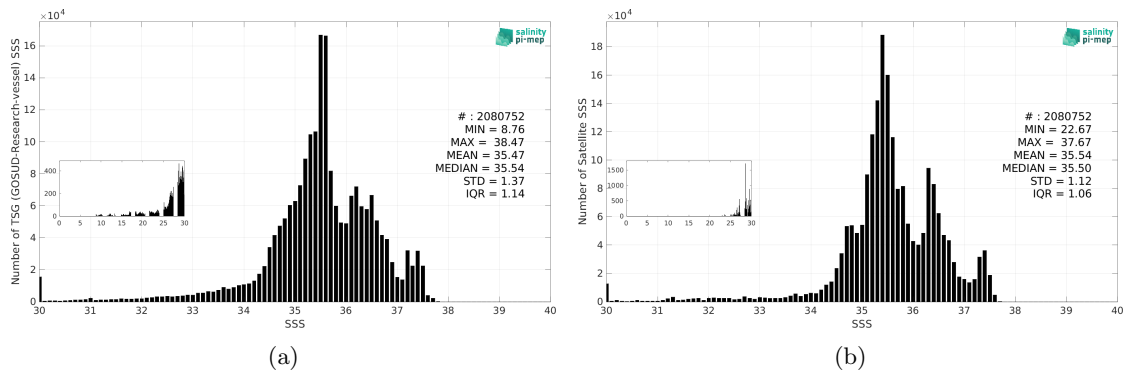 ×10⁴
16
14
12
10
8
6
4
2
0
Number of TSG (GOSUD-Research-vessel) SSS
salinity
pi-mep
# : 2080752
MIN = 8.76
MAX = 38.47
MEAN = 35.47
MEDIAN = 35.54
STD = 1.37
IQR = 1.14
400
200
0
0 5 10 15 20 25 30
30 31 32 33 34 35 36 37 38 39 40
SSS
(a)
×10⁴
18
16
14
12
10
8
6
4
2
0
Number of Satellite SSS
salinity
pi-mep
# : 2080752
MIN = 22.67
MAX = 37.67
MEAN = 35.54
MEDIAN = 35.50
STD = 1.12
IQR = 1.06
1500
1000
500
0
0 5 10 15 20 25 30
30 31 32 33 34 35 36 37 38 39 40
SSS
(b)